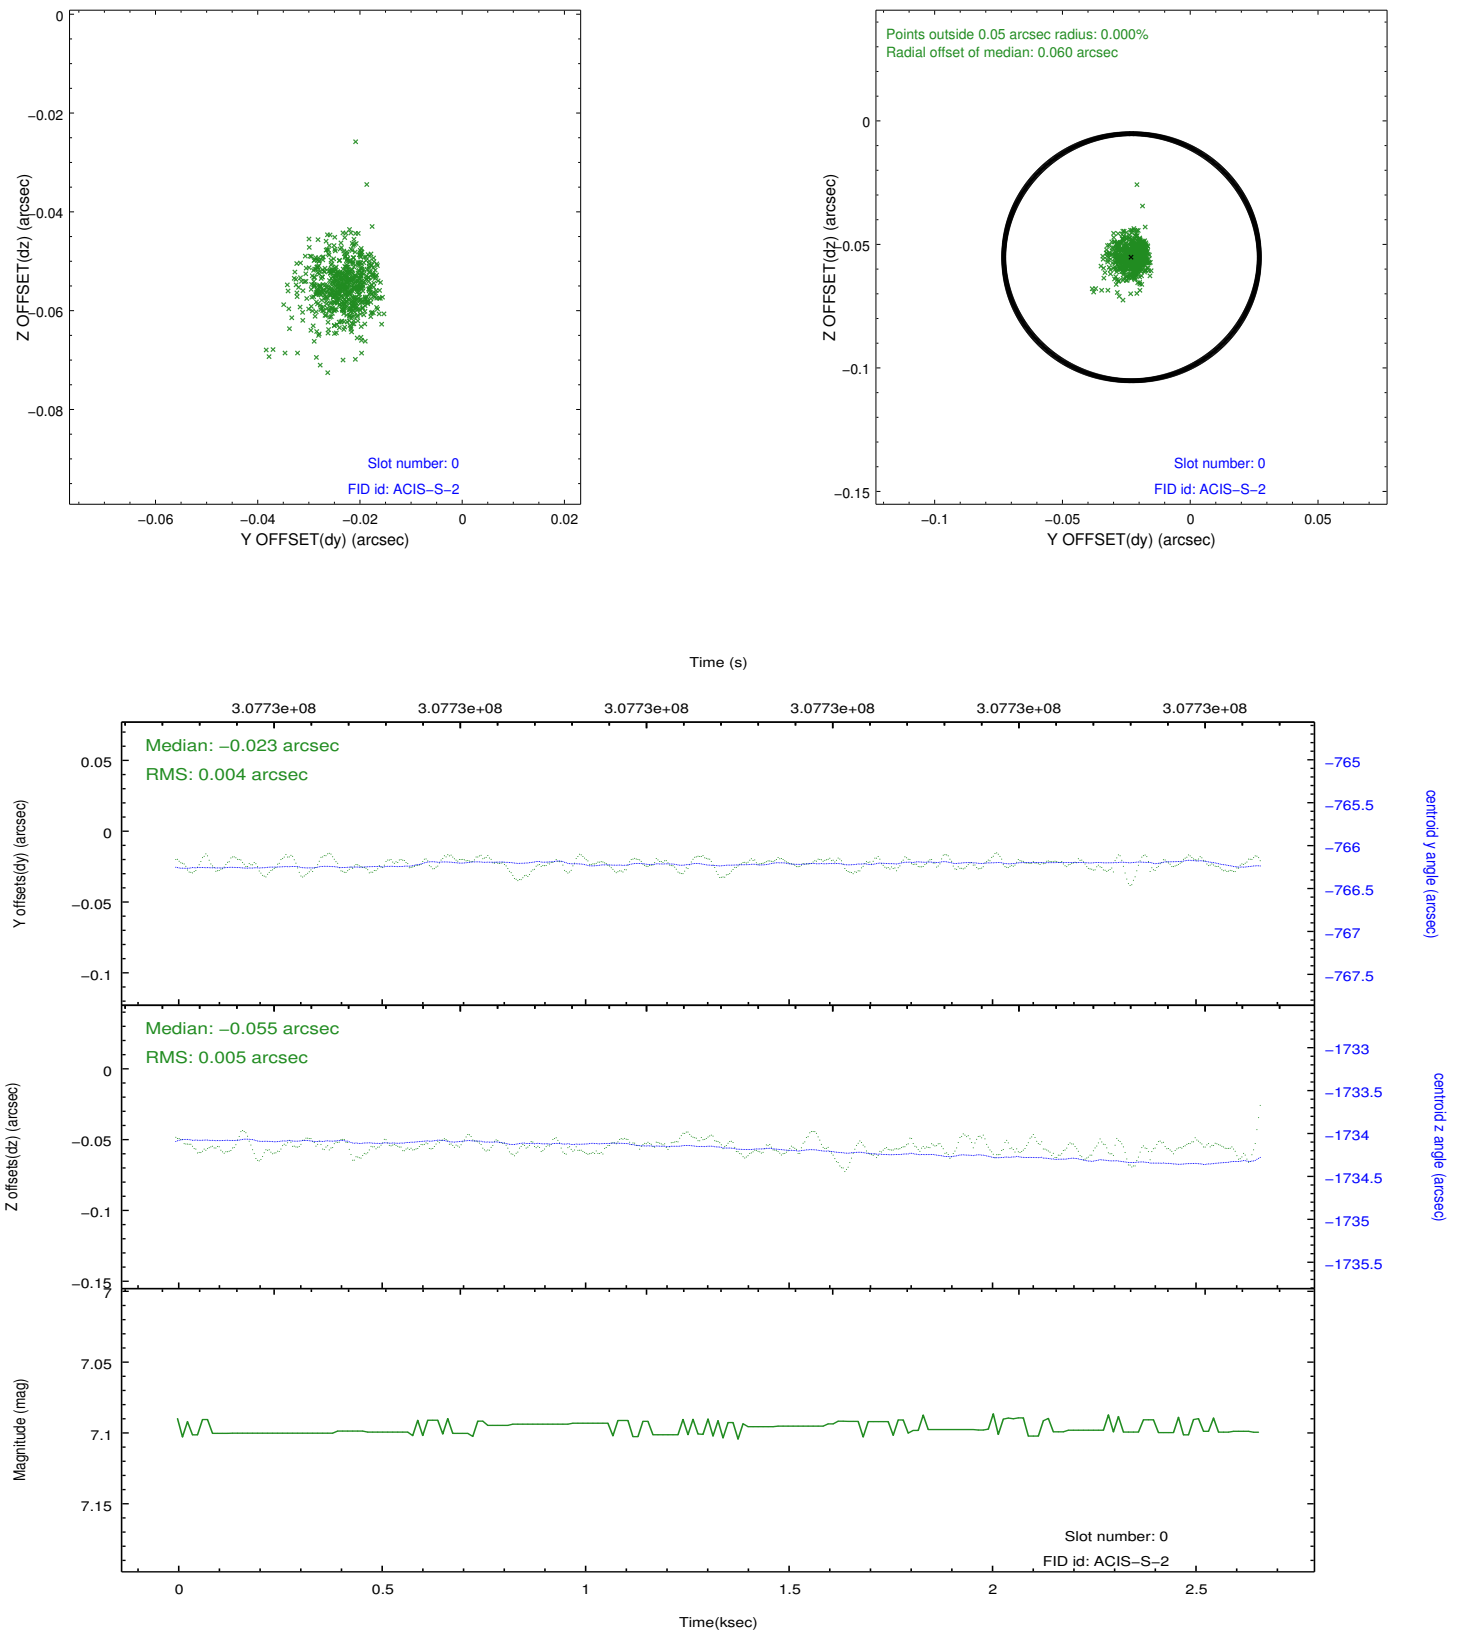 0
−0.02
−0.04
−0.06
−0.08
Z OFFSET(dz) (arcsec)
Slot number: 0
FID id: ACIS−S−2
−0.06 −0.04 −0.02 0 0.02
Y OFFSET(dy) (arcsec)
Points outside 0.05 arcsec radius: 0.000%
Radial offset of median: 0.060 arcsec
0
−0.05
−0.1
−0.15
Z OFFSET(dz) (arcsec)
Slot number: 0
FID id: ACIS−S−2
−0.1 −0.05 0 0.05
Y OFFSET(dy) (arcsec)
Time (s)
3.0773e+08 3.0773e+08 3.0773e+08 3.0773e+08 3.0773e+08 3.0773e+08
Median: −0.023 arcsec
RMS: 0.004 arcsec
0.05
0
−0.05
−0.1
Y offsets(dy) (arcsec)
−765
−765.5
−766
−766.5
−767
−767.5
centroid y angle (arcsec)
Median: −0.055 arcsec
RMS: 0.005 arcsec
0
−0.05
−0.1
−0.15
Z offsets(dz) (arcsec)
−1733
−1733.5
−1734
−1734.5
−1735
−1735.5
centroid z angle (arcsec)
7
7.05
7.1
7.15
Magnitude (mag)
Slot number: 0
FID id: ACIS−S−2
0 0.5 1 1.5 2 2.5
Time(ksec)